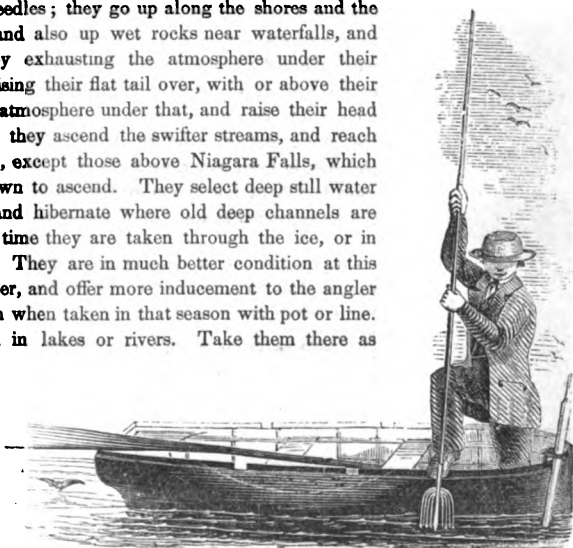 eedles; they go up along the shores and the
and also up wet rocks near waterfalls, and
y exhausting the atmosphere under their
ising their flat tail over, with or above their
atmosphere under that, and raise their head
they ascend the swifter streams, and reach
, except those above Niagara Falls, which
wn to ascend. They select deep still water
and hibernate where old deep channels are
time they are taken through the ice, or in
They are in much better condition at this
er, and offer more inducement to the angler
n when taken in that season with pot or line.
in lakes or rivers. Take them there as